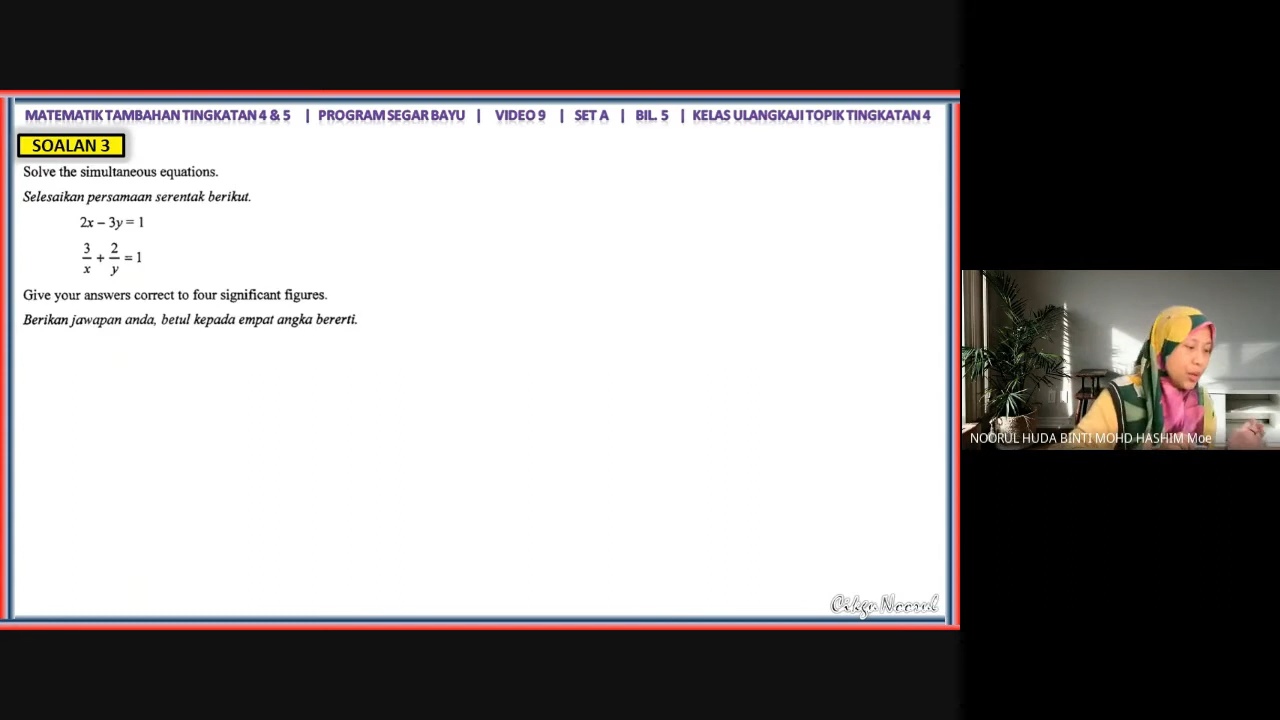 MATEMATIK TAMBAHAN TINGKATAN 4 & 5 | PROGRAM SEGAR BAYU | VIDEO 9 | SET A | BIL. 5 | KELAS ULANGKAJI TOPIK TINGKATAN 4
SOALAN 3
Solve the simultaneous equations.
Selesaikan persamaan serentak berikut.
2x – 3y = 1
3/x + 2/y = 1
Give your answers correct to four significant figures.
Berikan jawapan anda, betul kepada empat angka bererti.
NOORUL HUDA BINTI MOHD HASHIM Moe
Cikgu Noorul